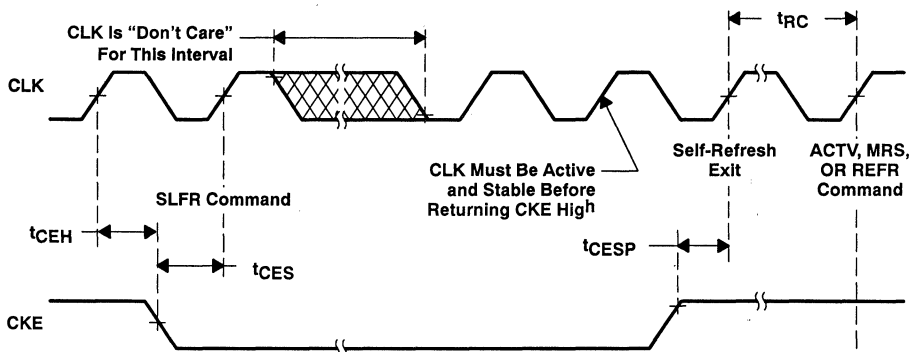 CLK Is “Don’t Care”
For This Interval
tRC
CLK
CLK Must Be Active
and Stable Before
Returning CKE High
Self-Refresh
Exit
ACTV, MRS,
OR REFR
Command
SLFR Command
tCEH
tCES
tCESP
CKE